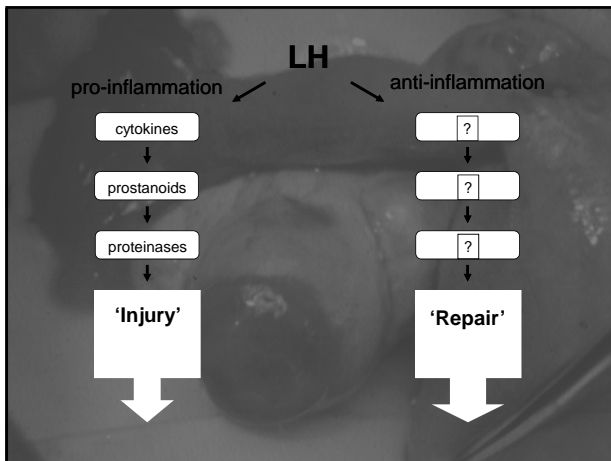 LH
pro-inflammation
anti-inflammation
cytokines
?
prostanoids
?
proteinases
?
‘Injury’
‘Repair’